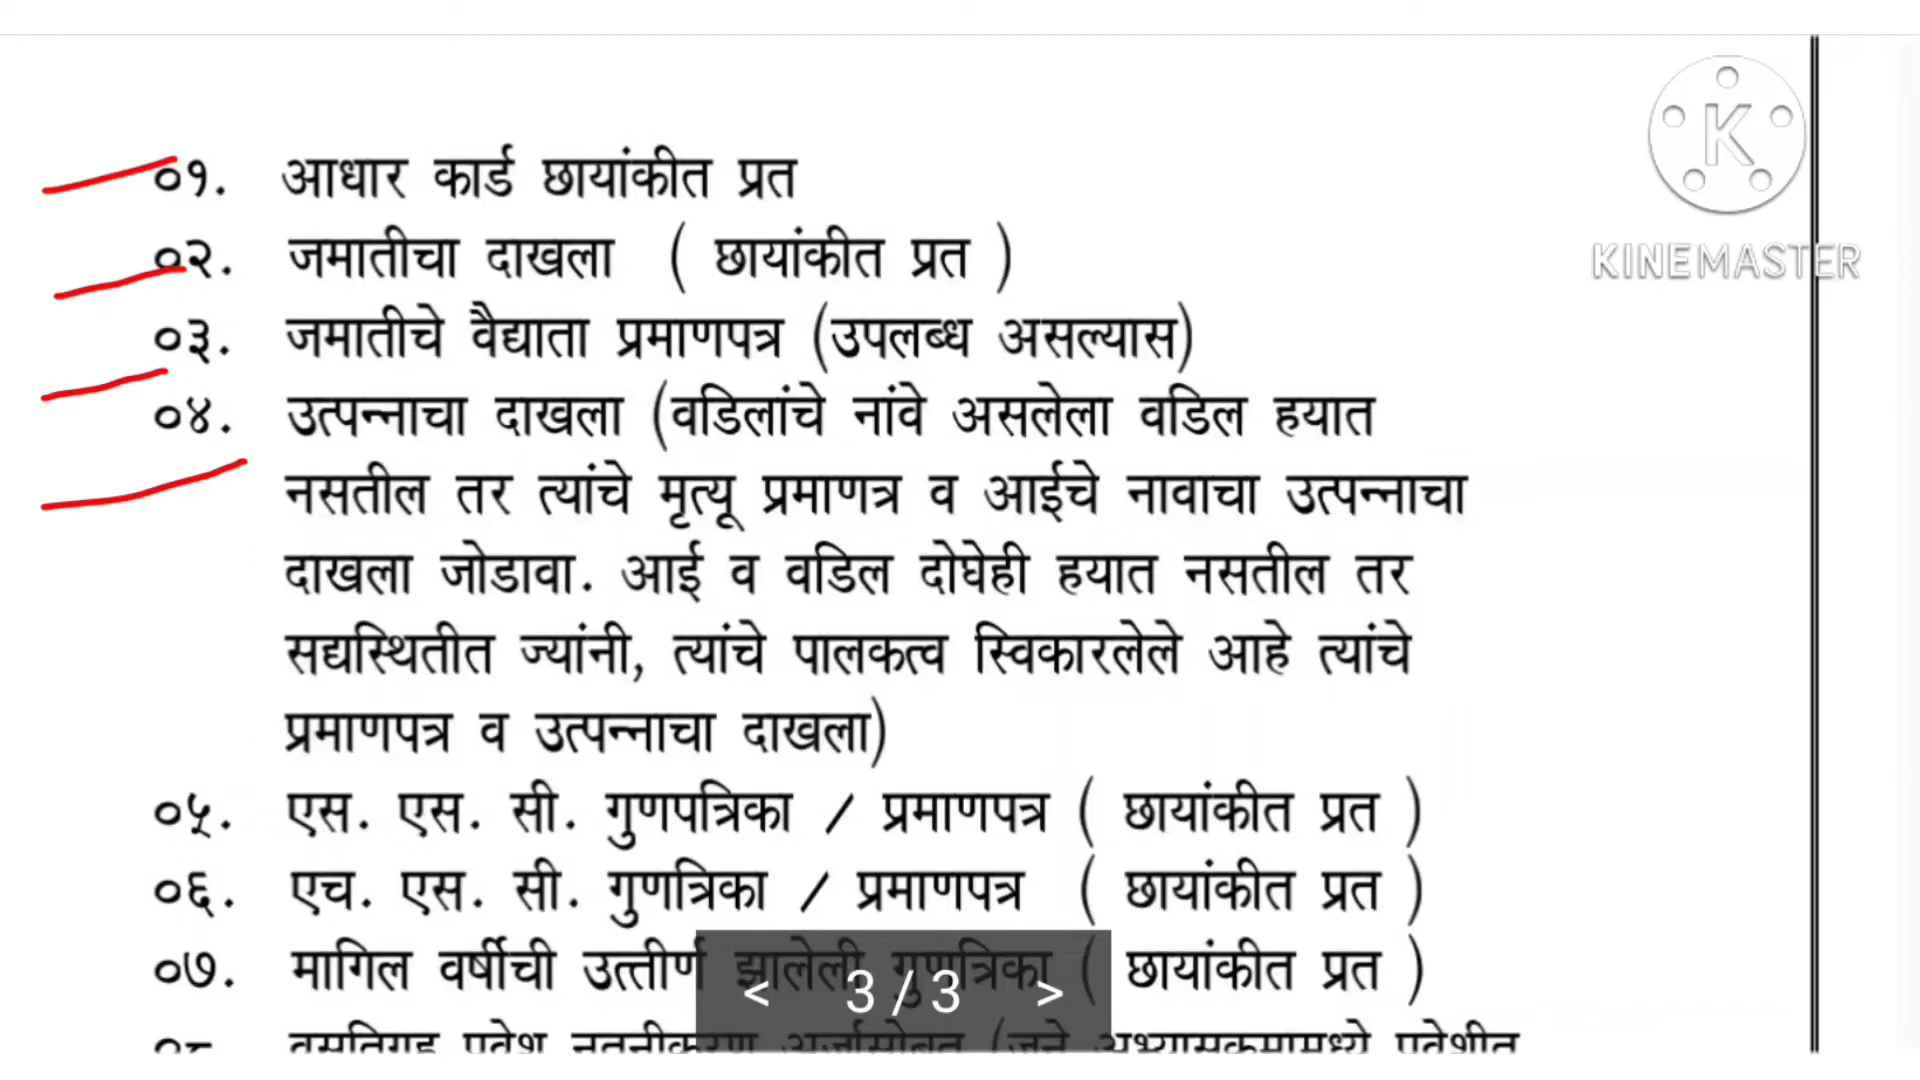 KINEMASTER
०१. आधार कार्ड छायांकीत प्रत
०२. जमातीचा दाखला ( छायांकीत प्रत )
०३. जमातीचे वैद्याता प्रमाणपत्र (उपलब्ध असल्यास)
०४. उत्पन्नाचा दाखला (वडिलांचे नांवे असलेला वडिल हयात
नसतील तर त्यांचे मृत्यू प्रमाणत्र व आईचे नावाचा उत्पन्नाचा
दाखला जोडावा. आई व वडिल दोघेही हयात नसतील तर
सद्यस्थितीत ज्यांनी, त्यांचे पालकत्व स्विकारलेले आहे त्यांचे
प्रमाणपत्र व उत्पन्नाचा दाखला)
०५. एस. एस. सी. गुणपत्रिका / प्रमाणपत्र ( छायांकीत प्रत )
०६. एच. एस. सी. गुणत्रिका / प्रमाणपत्र ( छायांकीत प्रत )
०७. मागिल वर्षीची उत्तीर्ण झालेली गुणत्रिका ( छायांकीत प्रत )
< 3 / 3 >